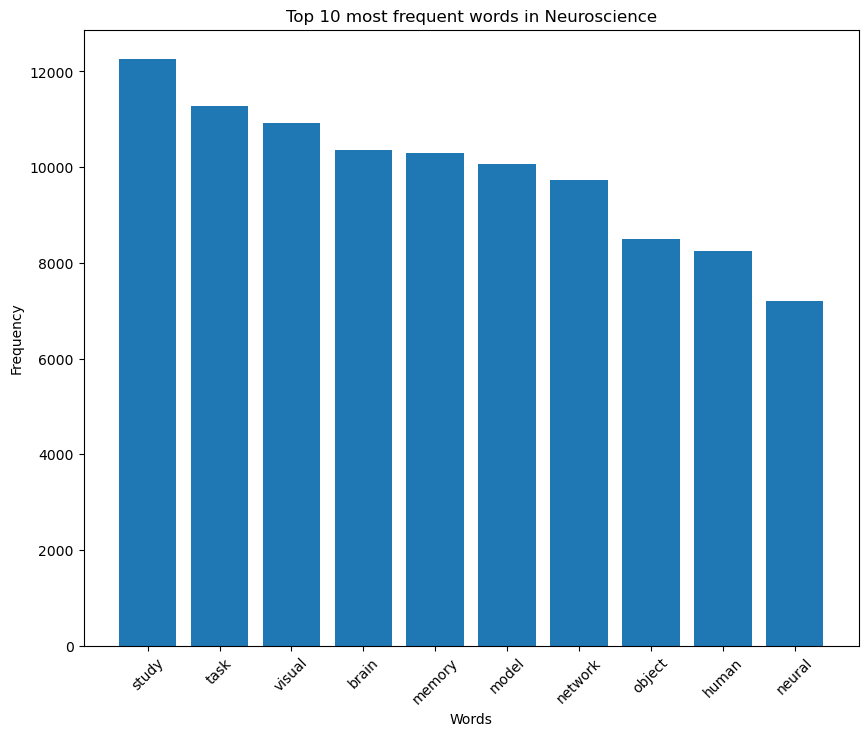 Top 10 most frequent words in Neuroscience
Frequency
12000
10000
8000
6000
4000
2000
0
study
task
visual
brain
memory
model
network
object
human
neural
Words